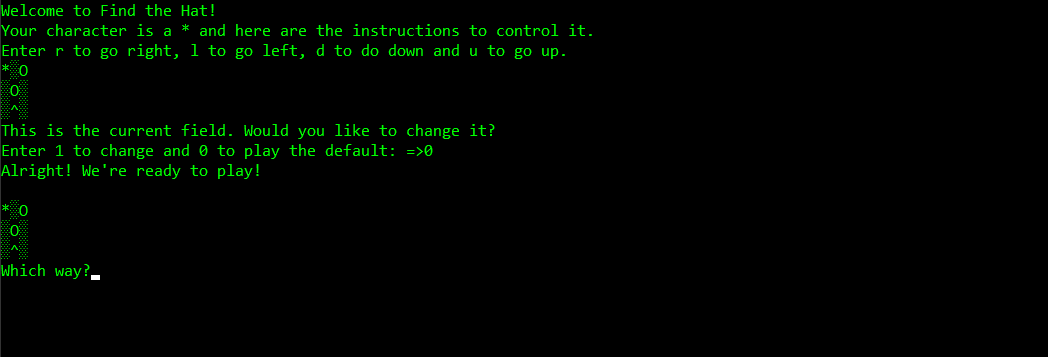 Welcome to Find the Hat!
Your character is a * and here are the instructions to control it.
Enter r to go right, l to go left, d to do down and u to go up.
*░O
░O░
░^░
This is the current field. Would you like to change it?
Enter 1 to change and 0 to play the default: =>0
Alright! We're ready to play!
*░O
░O░
░^░
Which way?